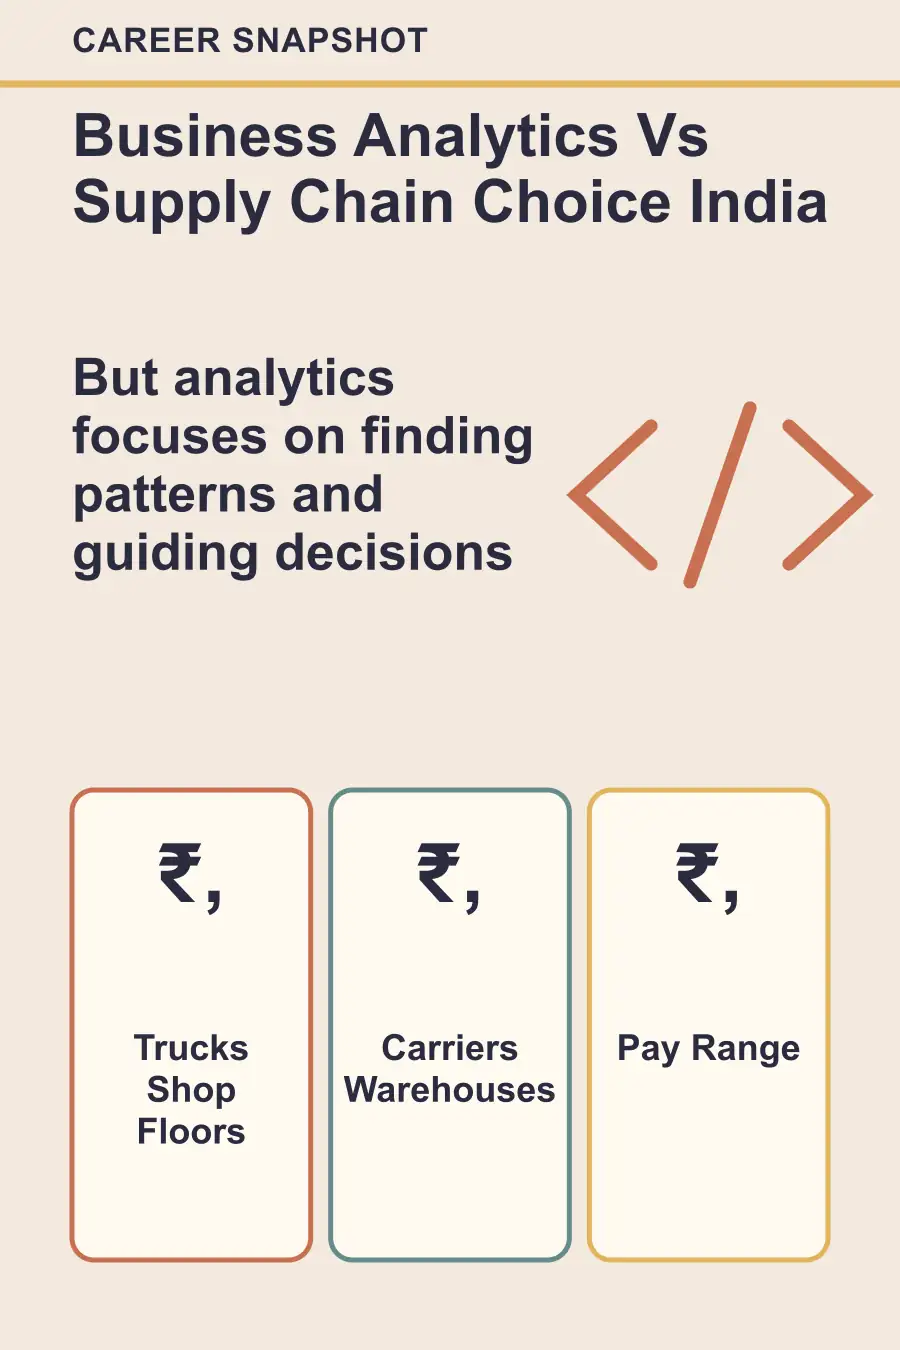 CAREER SNAPSHOT
Business Analytics Vs
Supply Chain Choice India
But analytics
focuses on finding
patterns and
guiding decisions
₹,
Trucks
Shop
Floors
₹,
Carriers
Warehouses
₹,
Pay Range